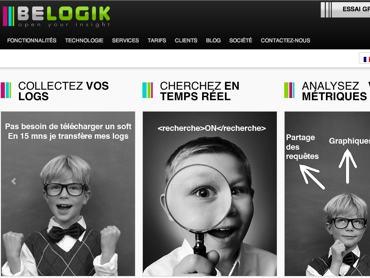 BELOGIK
open your insight
ESSAI GR
FONCTIONNALITÉS TECHNOLOGIE SERVICES TARIFS CLIENTS BLOG SOCIÉTÉ CONTACTEZ-NOUS
COLLECTEZ VOS LOGS
CHERCHEZ EN TEMPS RÉEL
ANALYSEZ V MÉTRIQUES
Pas besoin de télécharger un soft
En 15 mns je transfère mes logs
<recherche>ON</recherche>
Partage des requêtes
Graphiques